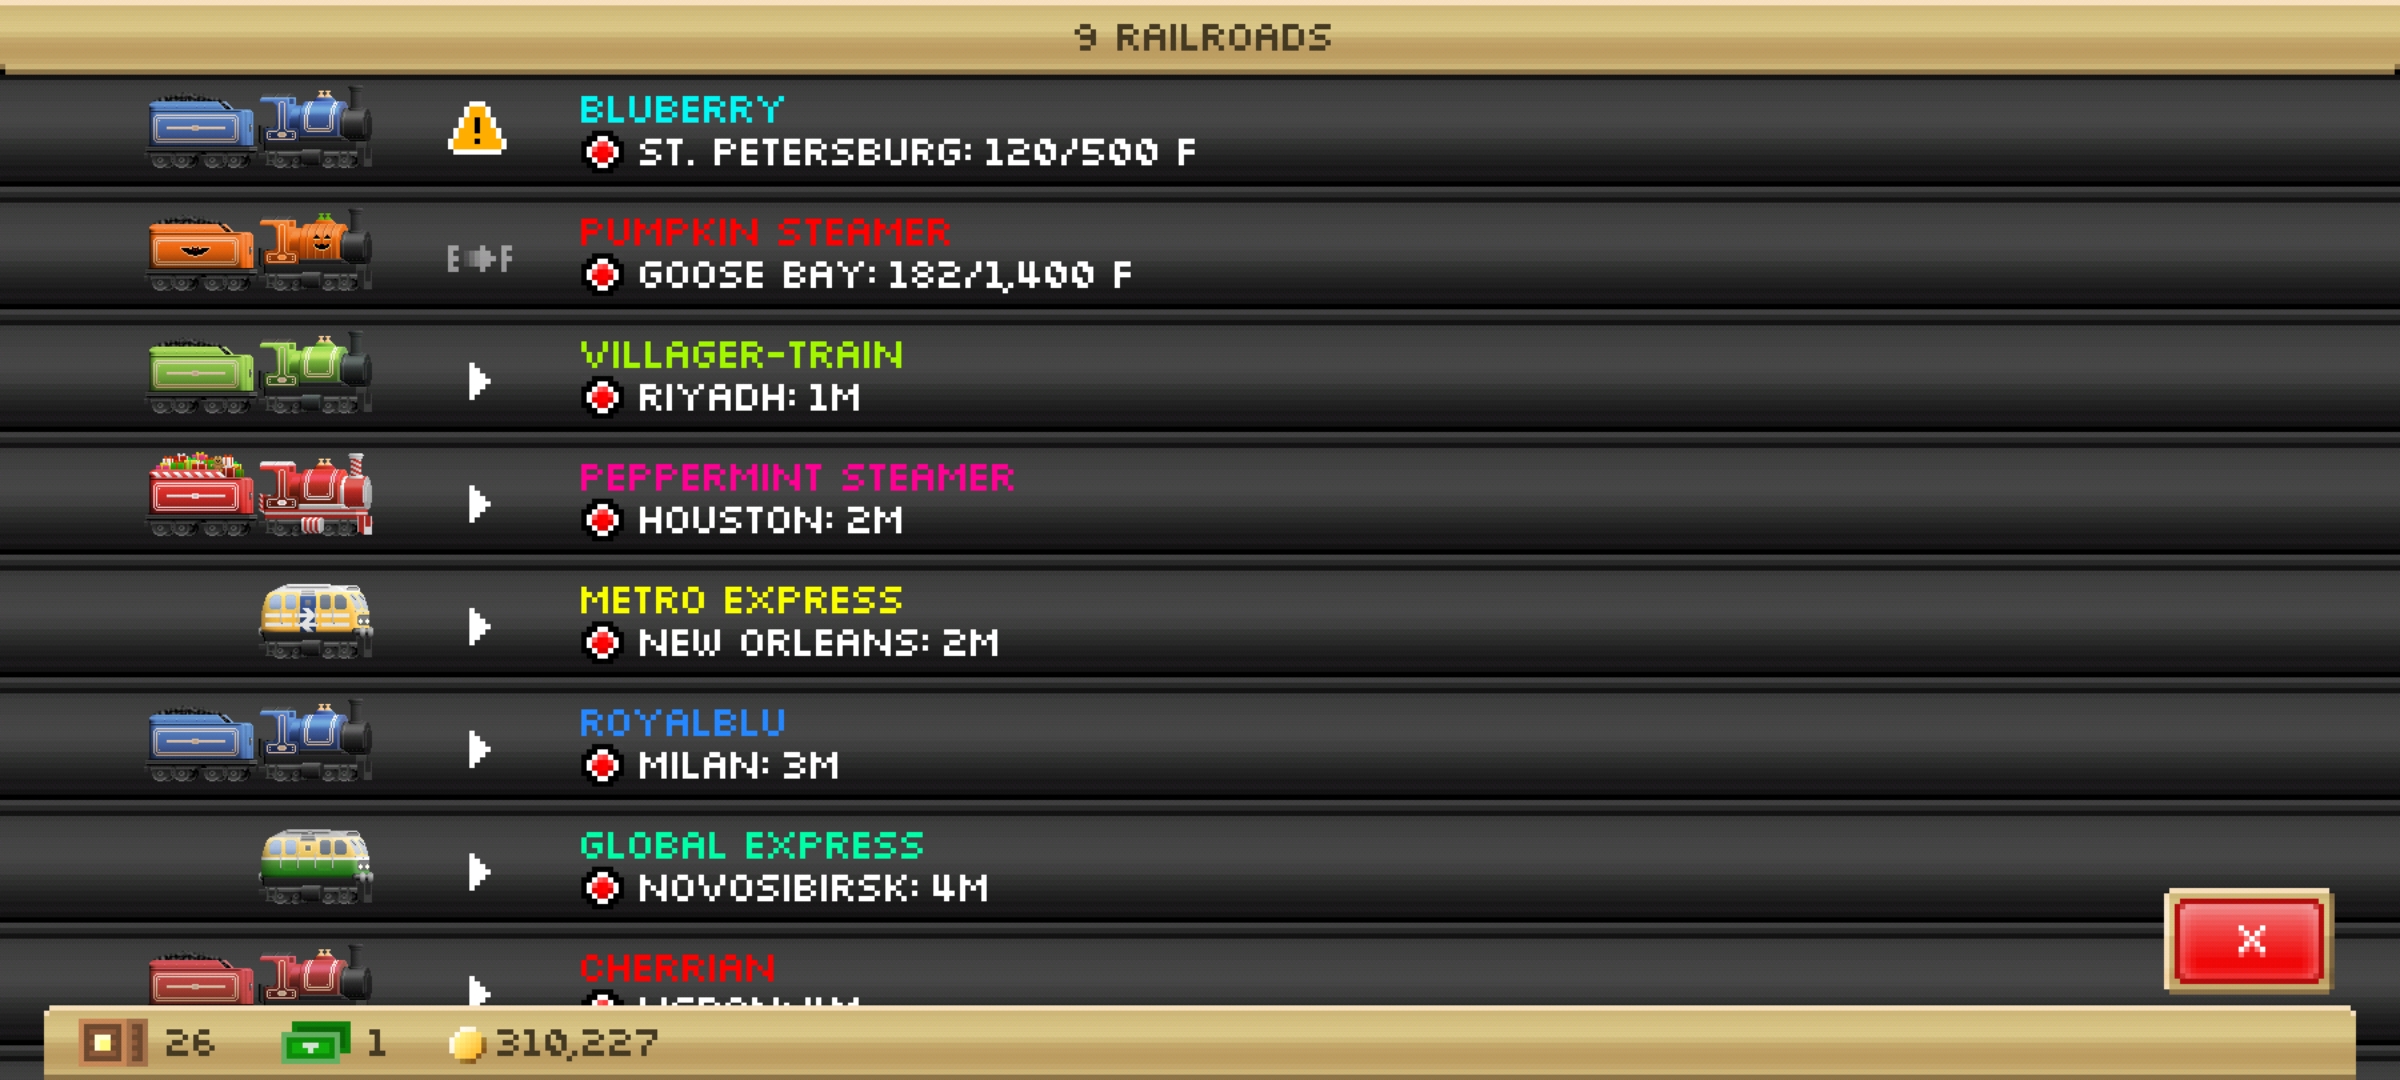 9 RAILROADS
BLUBERRY
ST. PETERSBURG: 120/500 F
PUMPKIN STEAMER
E F
GOOSE BAY: 182/1,400 F
VILLAGER-TRAIN
RIYADH: 1M
PEPPERMINT STEAMER
HOUSTON: 2M
METRO EXPRESS
NEW ORLEANS: 2M
ROYALBLU
MILAN: 3M
GLOBAL EXPRESS
NOVOSIBIRSK: 4M
X
CHERRIAN
26 1 310,227